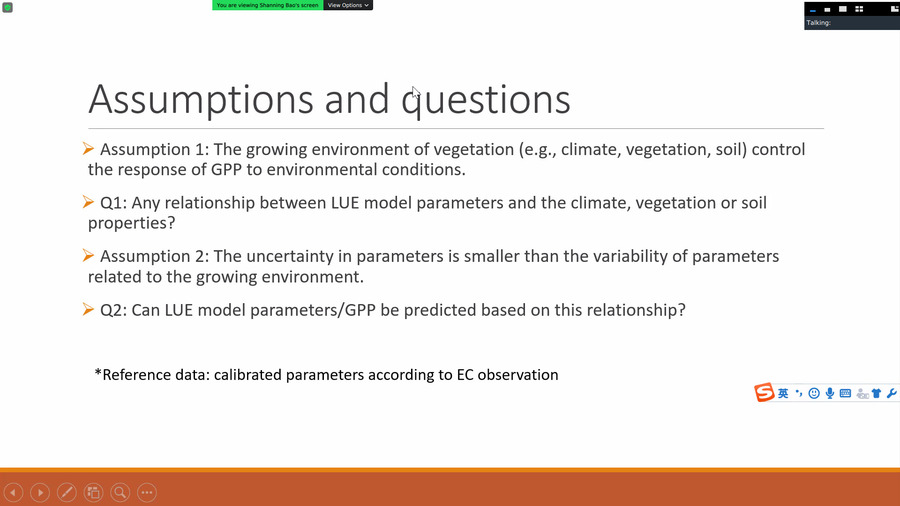 You are viewing Shanning Bao's screen
View Options
Talking:
Assumptions and questions
Assumption 1: The growing environment of vegetation (e.g., climate, vegetation, soil) control
the response of GPP to environmental conditions.
Q1: Any relationship between LUE model parameters and the climate, vegetation or soil
properties?
Assumption 2: The uncertainty in parameters is smaller than the variability of parameters
related to the growing environment.
Q2: Can LUE model parameters/GPP be predicted based on this relationship?
*Reference data: calibrated parameters according to EC observation
S 英